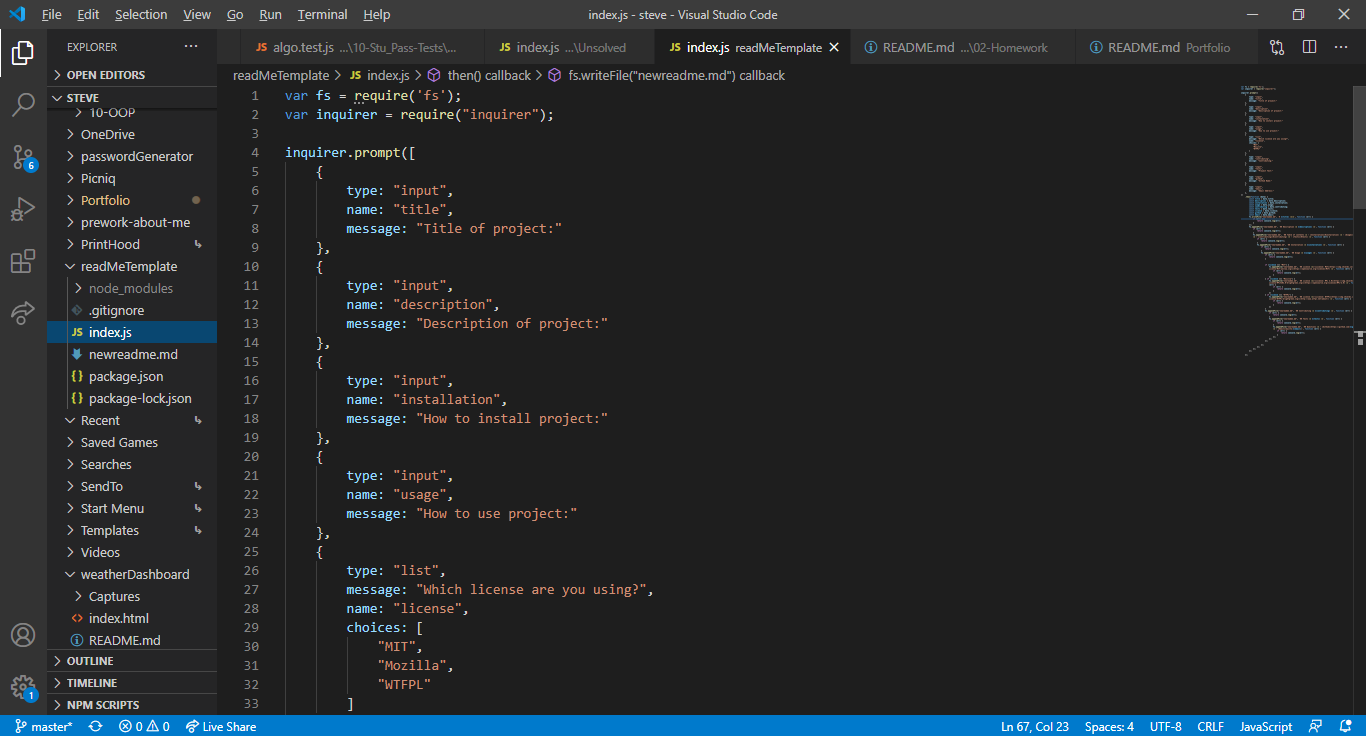 File Edit Selection View Go Run Terminal Help index.js - steve - Visual Studio Code
EXPLORER ···
JS algo.test.js ...\10-Stu_Pass-Tests\... JS index.js ...\Unsolved JS index.js readMeTemplate README.md ...\02-Homework README.md Portfolio ···
readMeTemplate > JS index.js > then() callback > fs.writeFile("newreadme.md") callback
OPEN EDITORS
STEVE
10-OOP
OneDrive
passwordGenerator
Picniq
Portfolio
prework-about-me
PrintHood
readMeTemplate
node_modules
.gitignore
JS index.js
newreadme.md
{} package.json
{} package-lock.json
Recent
Saved Games
Searches
SendTo
Start Menu
Templates
Videos
weatherDashboard
Captures
<> index.html
README.md
OUTLINE
TIMELINE
NPM SCRIPTS
6
1
1 var fs = require('fs');
2 var inquirer = require("inquirer");
3
4 inquirer.prompt([
5 {
6 type: "input",
7 name: "title",
8 message: "Title of project:"
9 },
10 {
11 type: "input",
12 name: "description",
13 message: "Description of project:"
14 },
15 {
16 type: "input",
17 name: "installation",
18 message: "How to install project:"
19 },
20 {
21 type: "input",
22 name: "usage",
23 message: "How to use project:"
24 },
25 {
26 type: "list",
27 message: "Which license are you using?",
28 name: "license",
29 choices: [
30 "MIT",
31 "Mozilla",
32 "WTFPL"
33 ]
master* 0 0 Live Share Ln 67, Col 23 Spaces: 4 UTF-8 CRLF JavaScript